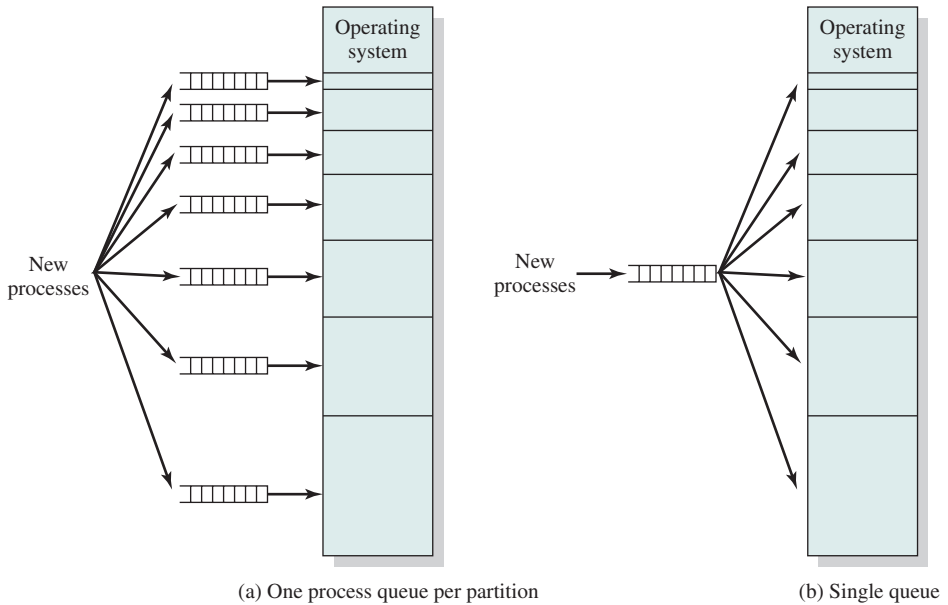 Operating
system
New
processes
(a) One process queue per partition
Operating
system
New
processes
(b) Single queue